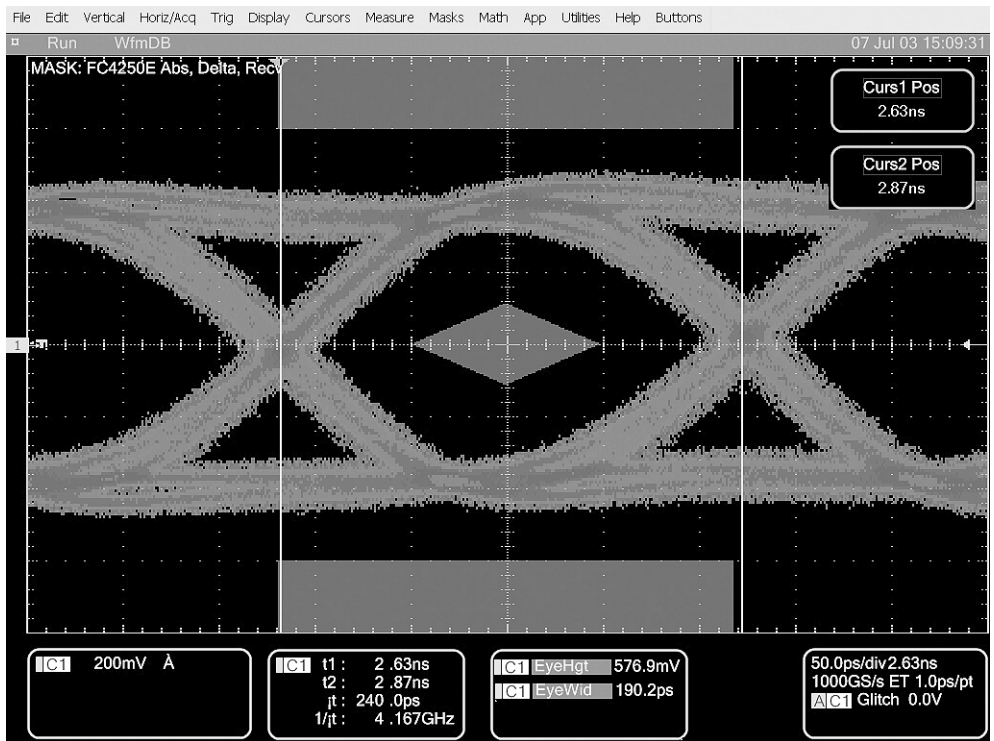 File Edit Vertical Horiz/Acq Trig Display Cursors Measure Masks Math App Utilities Help Buttons
¤ Run WfmDB 07 Jul 03 15:09:31
MASK: FC4250E Abs, Delta, Recv
Curs1 Pos
2.63ns
Curs2 Pos
2.87ns
1
C1 200mV À
C1 t1 : 2 .63ns
t2 : 2 .87ns
¡t : 240 .0ps
1/¡t : 4 .167GHz
C1 EyeHgt 576.9mV
C1 EyeWid 190.2ps
50.0ps/div 2.63ns
1000GS/s ET 1.0ps/pt
A C1 Glitch 0.0V